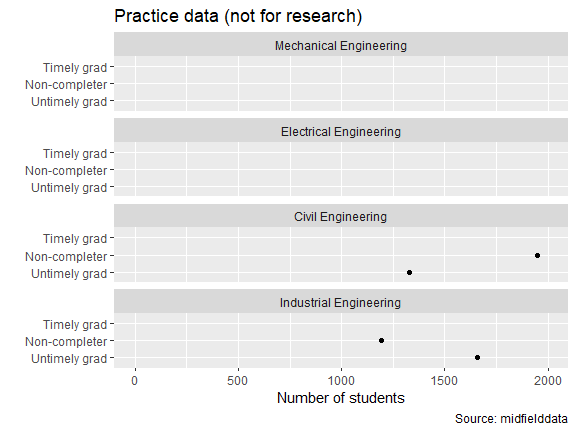 Practice data (not for research)
Mechanical Engineering
Timely grad
Non-completer
Untimely grad
Electrical Engineering
Timely grad
Non-completer
Untimely grad
Civil Engineering
Timely grad
Non-completer
Untimely grad
Industrial Engineering
Timely grad
Non-completer
Untimely grad
0 500 1000 1500 2000
Number of students
Source: midfielddata